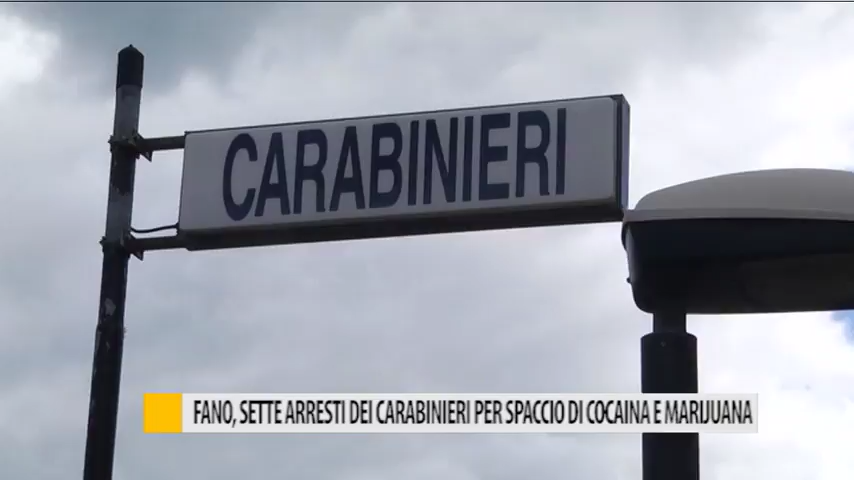 CARABINIERI
FANO, SETTE ARRESTI DEI CARABINIERI PER SPACCIO DI COCAINA E MARIJUANA